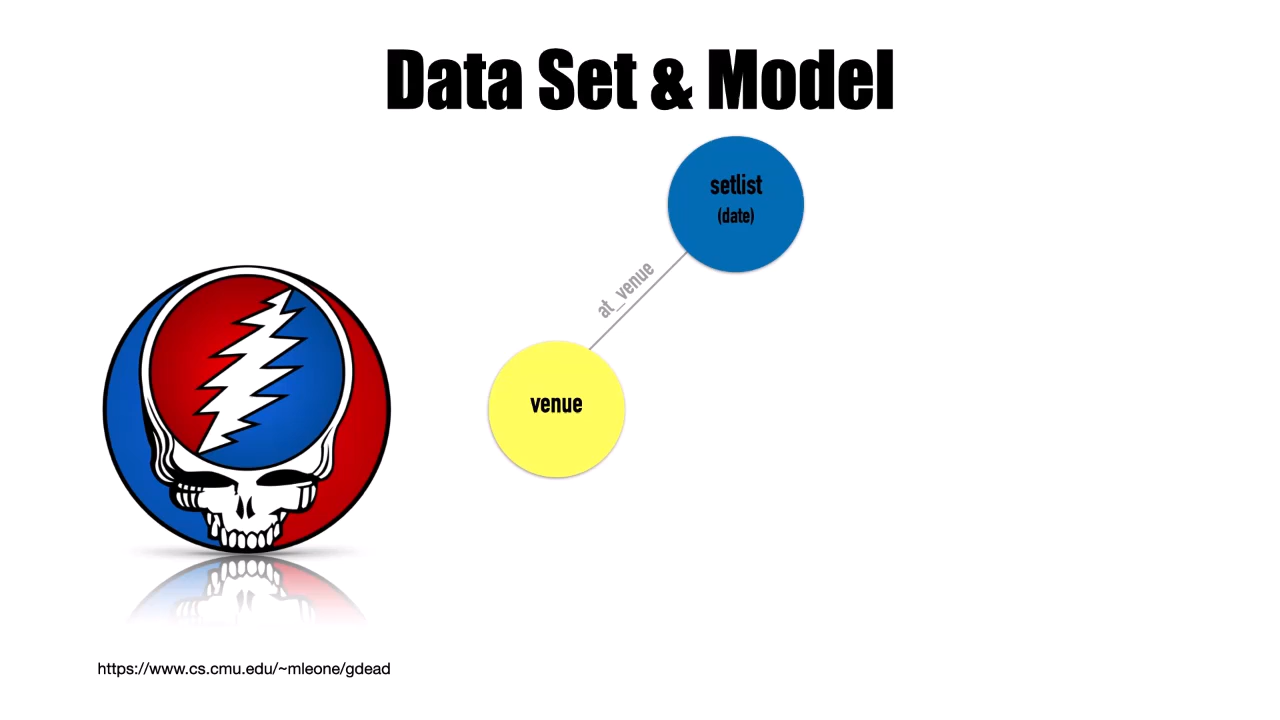 Data Set & Model
setlist
(date)
at_venue
venue
https://www.cs.cmu.edu/~mleone/gdead